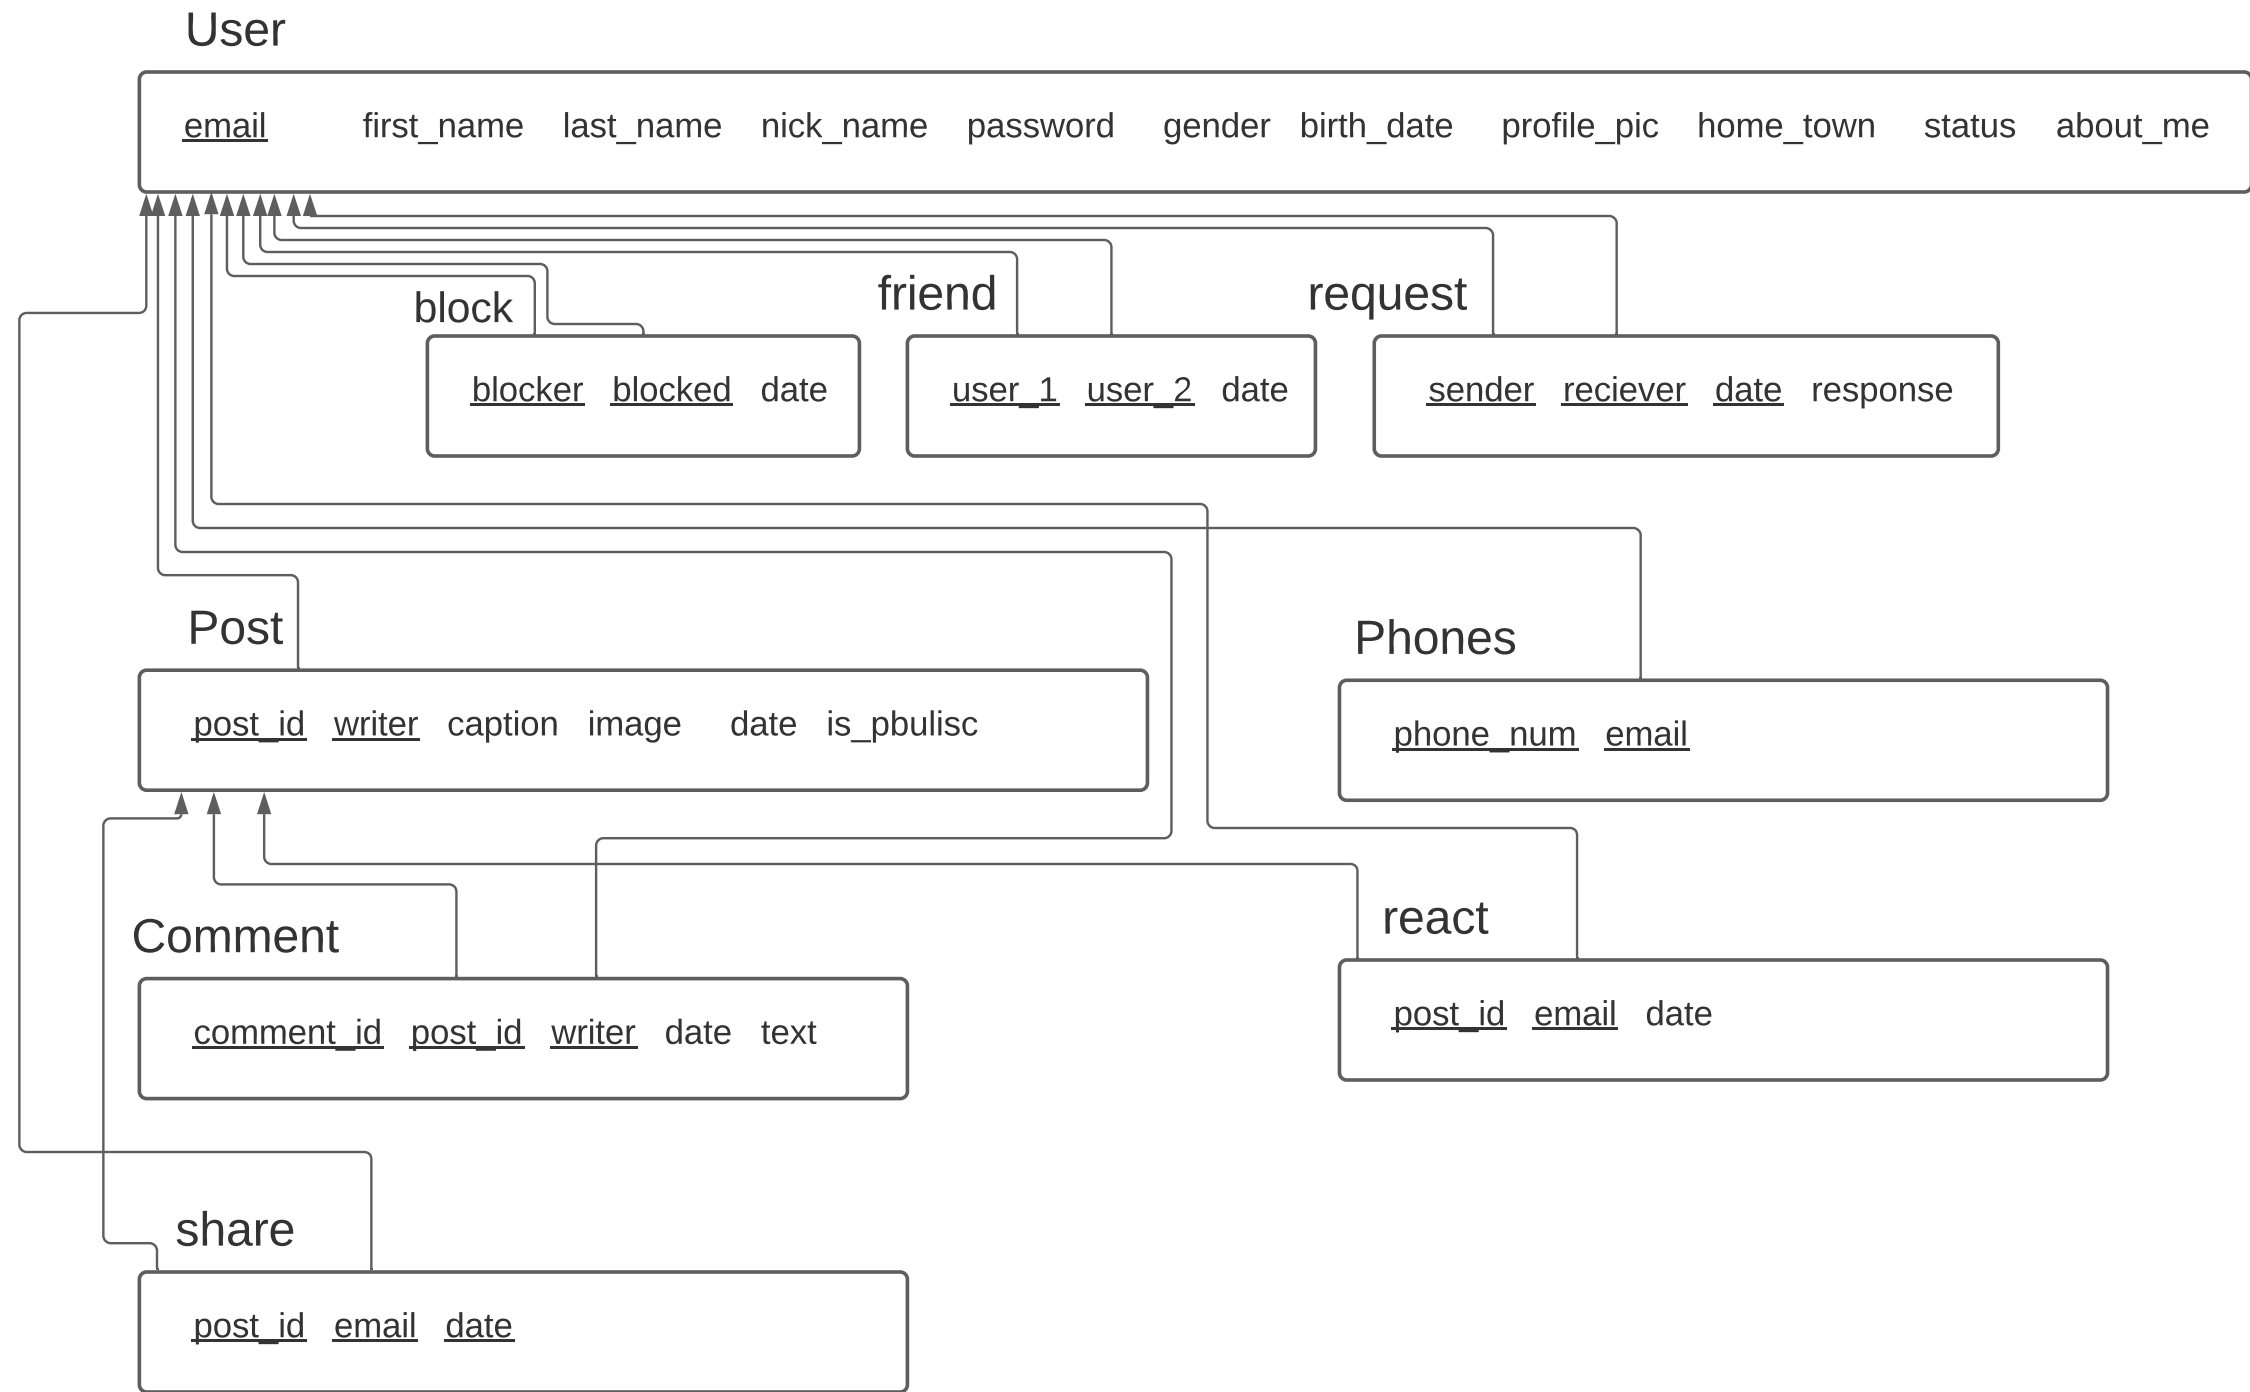 User
email first_name last_name nick_name password gender birth_date profile_pic home_town status about_me
block
blocker blocked date
friend
user_1 user_2 date
request
sender reciever date response
Post
post_id writer caption image date is_pbulisc
Phones
phone_num email
Comment
comment_id post_id writer date text
react
post_id email date
share
post_id email date